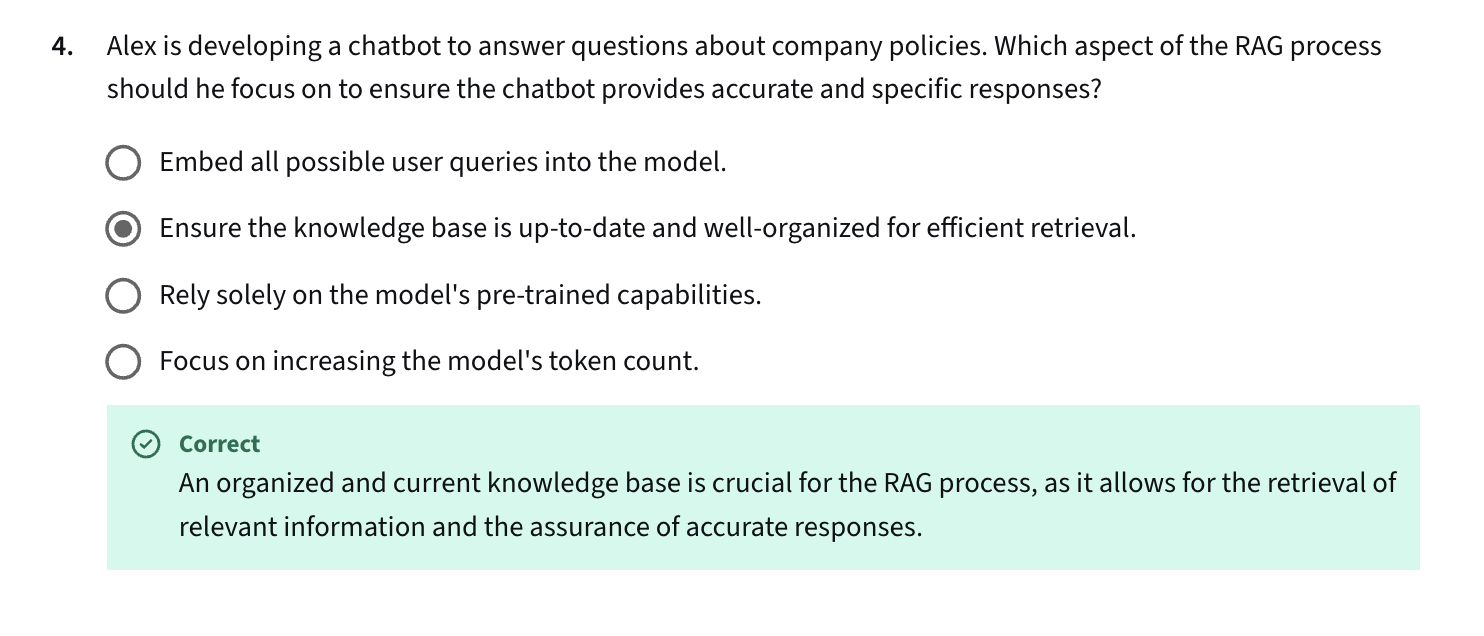 4. Alex is developing a chatbot to answer questions about company policies. Which aspect of the RAG process
should he focus on to ensure the chatbot provides accurate and specific responses?
Embed all possible user queries into the model.
Ensure the knowledge base is up-to-date and well-organized for efficient retrieval.
Rely solely on the model's pre-trained capabilities.
Focus on increasing the model's token count.
Correct
An organized and current knowledge base is crucial for the RAG process, as it allows for the retrieval of
relevant information and the assurance of accurate responses.